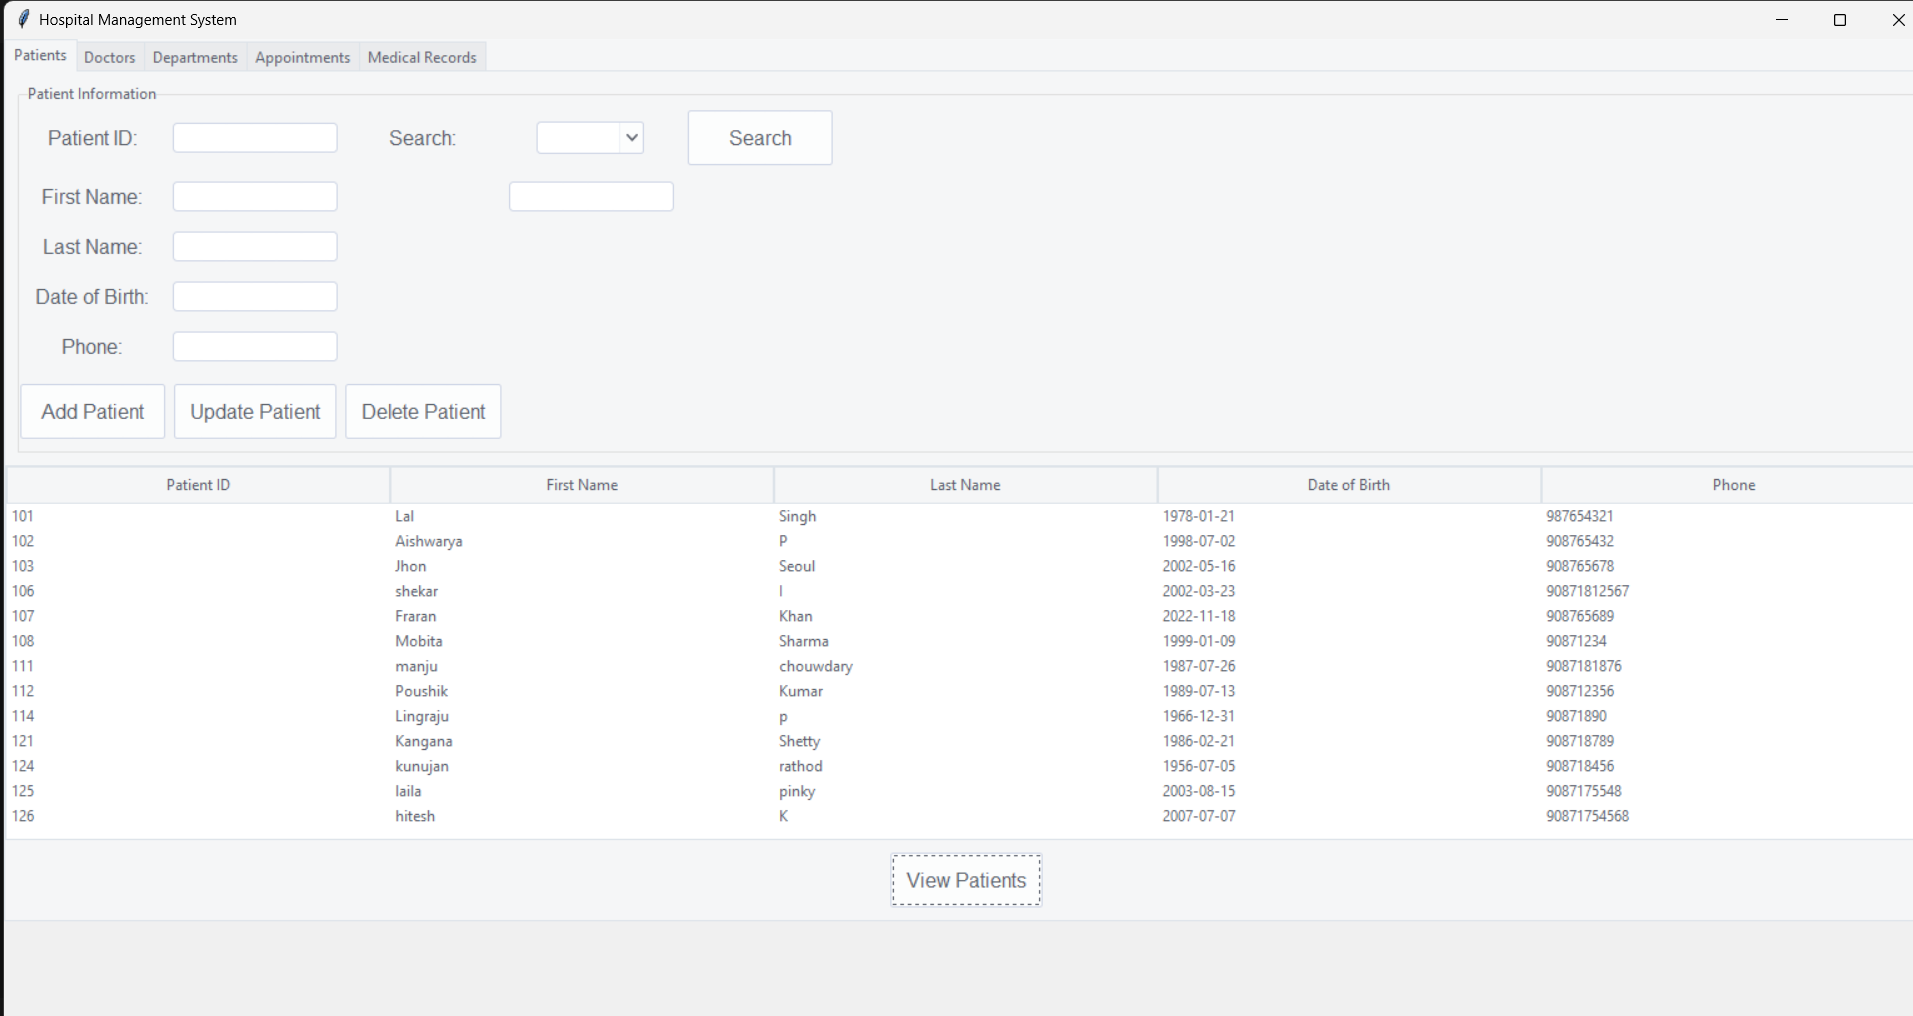 Hospital Management System
Patients Doctors Departments Appointments Medical Records
Patient Information
Patient ID: Search: Search
First Name:
Last Name:
Date of Birth:
Phone:
Add Patient Update Patient Delete Patient
Patient ID First Name Last Name Date of Birth Phone
101 Lal Singh 1978-01-21 987654321
102 Aishwarya P 1998-07-02 908765432
103 Jhon Seoul 2002-05-16 908765678
106 shekar l 2002-03-23 90871812567
107 Fraran Khan 2022-11-18 908765689
108 Mobita Sharma 1999-01-09 90871234
111 manju chouwdary 1987-07-26 9087181876
112 Poushik Kumar 1989-07-13 908712356
114 Lingraju p 1966-12-31 90871890
121 Kangana Shetty 1986-02-21 908718789
124 kunujan rathod 1956-07-05 908718456
125 laila pinky 2003-08-15 9087175548
126 hitesh K 2007-07-07 90871754568
View Patients